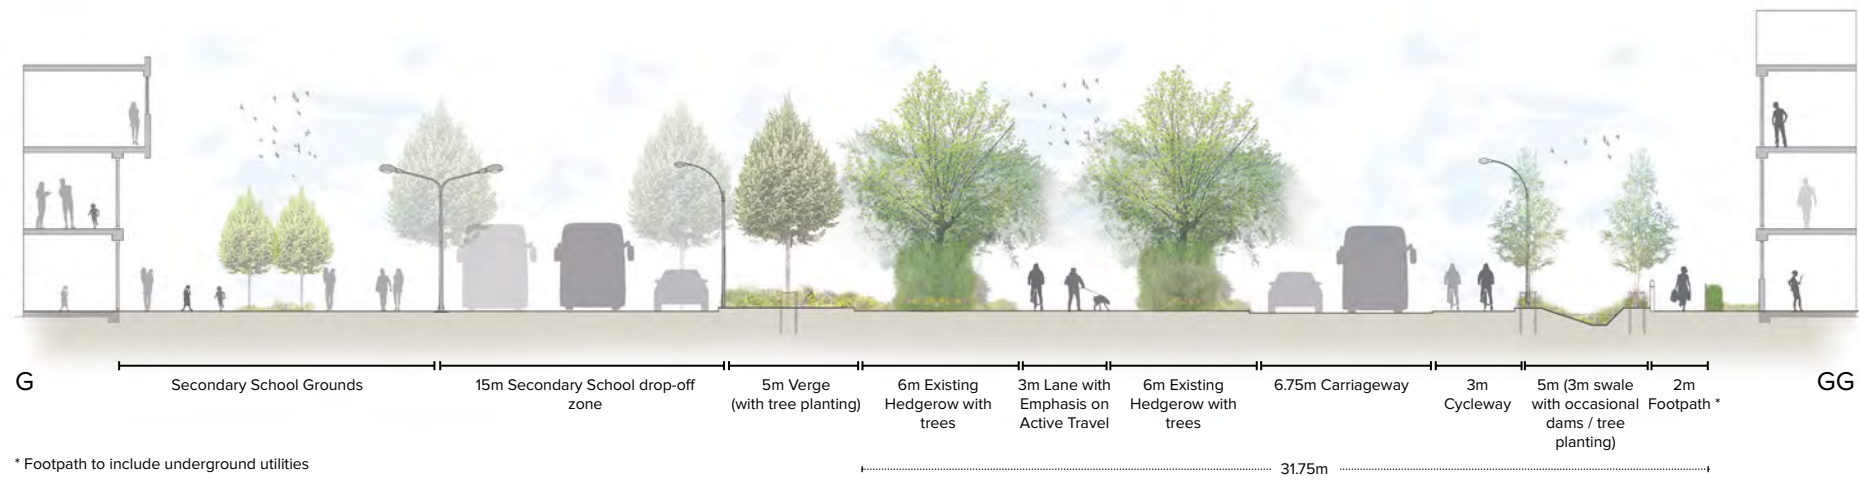 G
Secondary School Grounds
15m Secondary School drop-off
zone
5m Verge
(with tree planting)
6m Existing
Hedgerow with
trees
3m Lane with
Emphasis on
Active Travel
6m Existing
Hedgerow with
trees
6.75m Carriageway
3m
Cycleway
5m (3m swale
with occasional
dams / tree
planting)
2m
Footpath *
GG
* Footpath to include underground utilities
31.75m